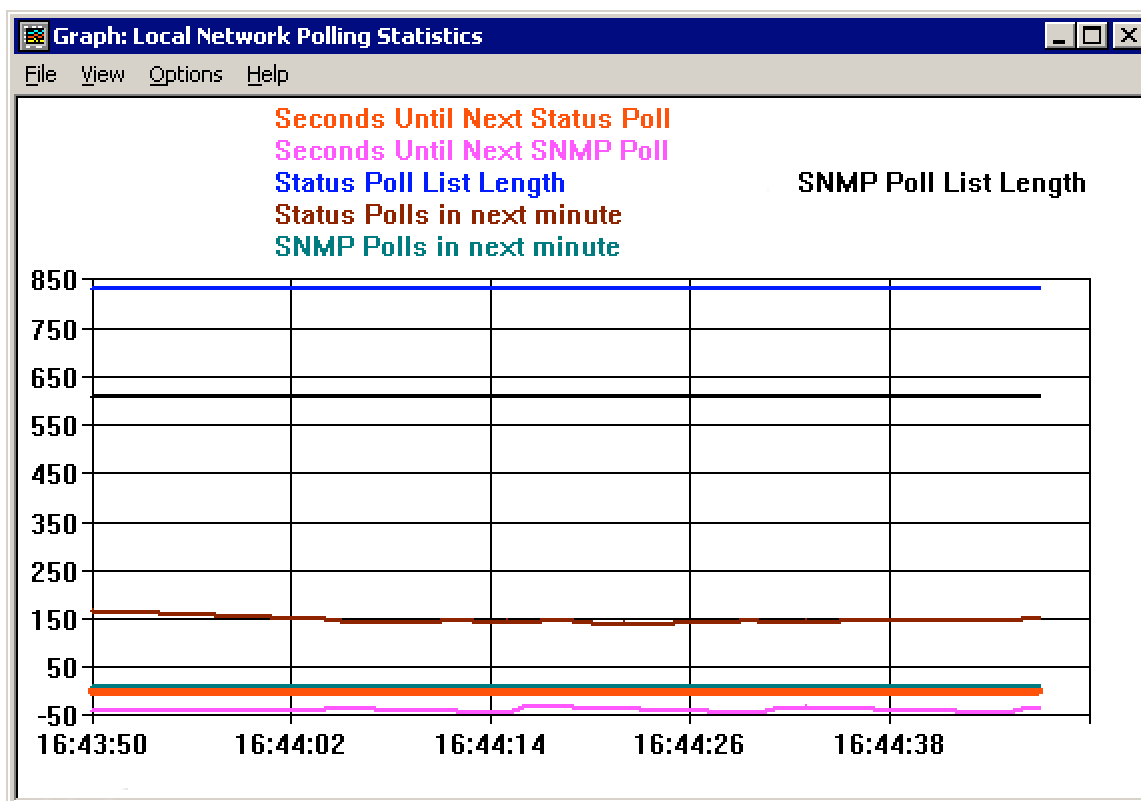 Graph: Local Network Polling Statistics
File View Options Help
Seconds Until Next Status Poll
Seconds Until Next SNMP Poll
Status Poll List Length SNMP Poll List Length
Status Polls in next minute
SNMP Polls in next minute
850
750
650
550
450
350
250
150
50
-50
16:43:50 16:44:02 16:44:14 16:44:26 16:44:38